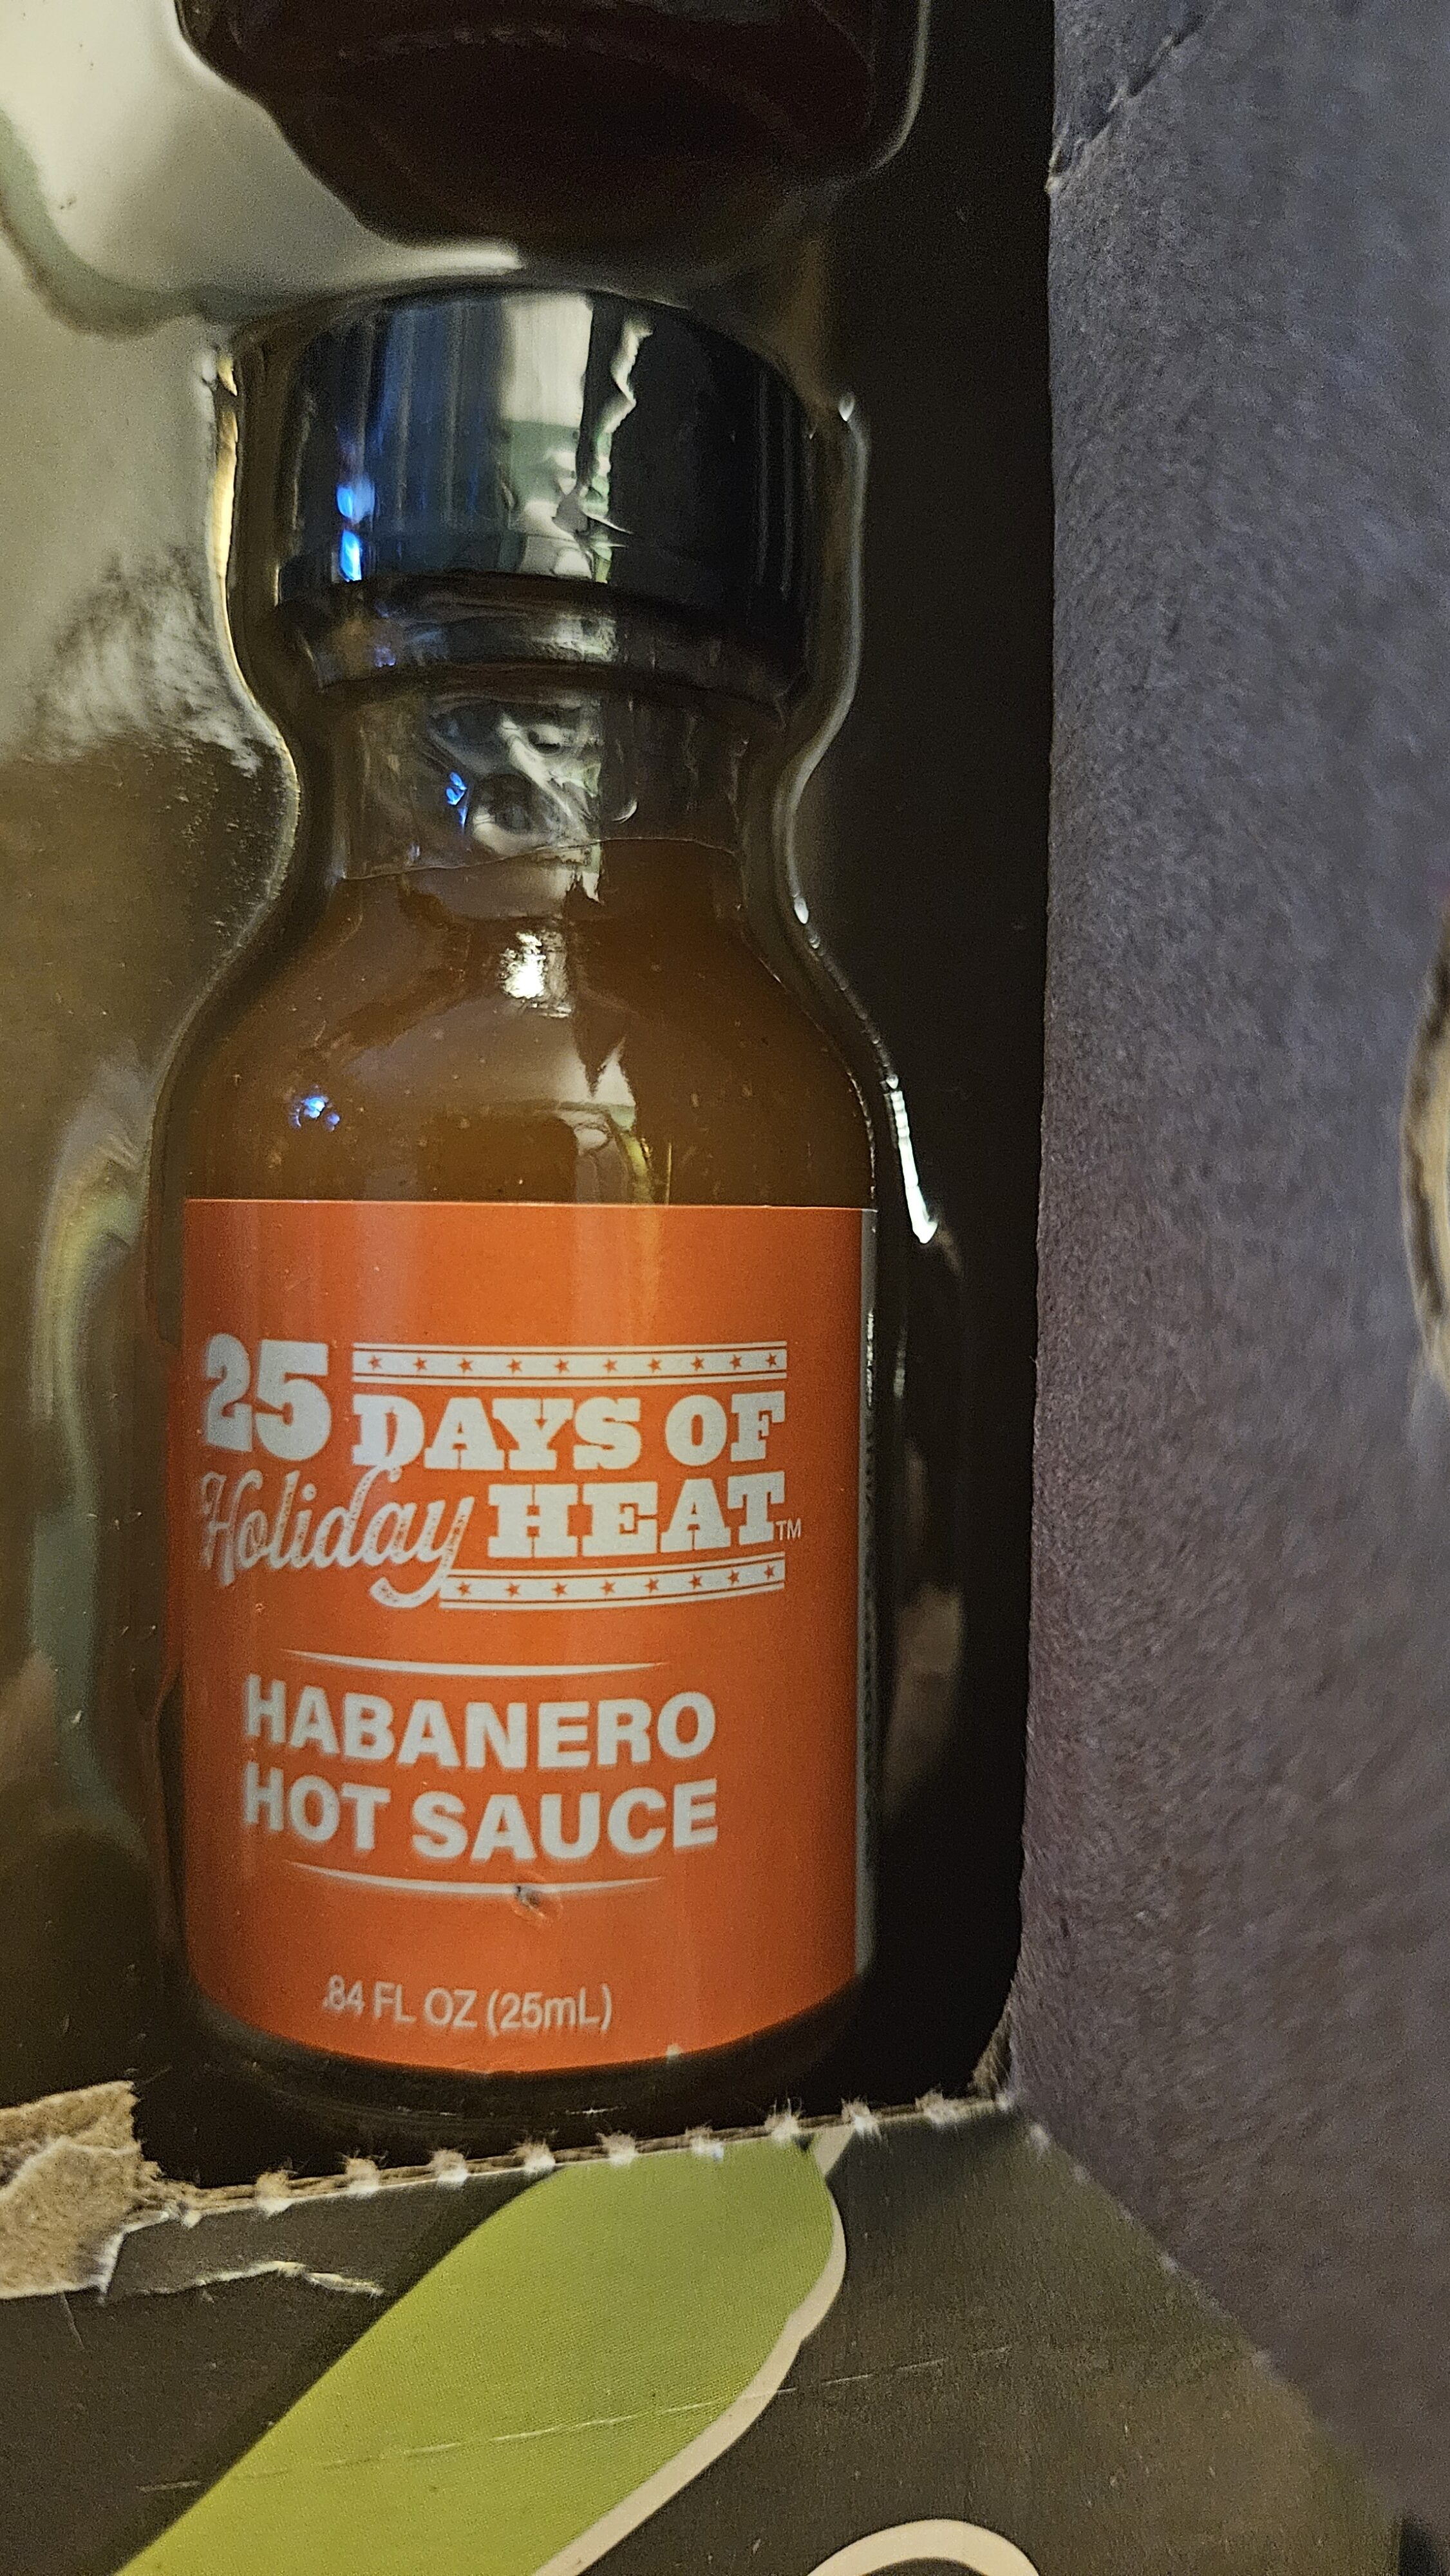 25 DAYS OF
Holiday HEAT™
HABANERO
HOT SAUCE
.84 FL OZ (25mL)